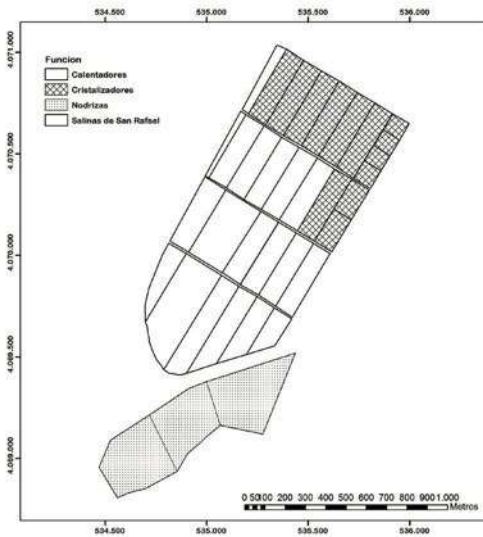 534.500 535.000 535.500 536.000
4.071.000
4.070.500
4.070.000
4.069.500
4.069.000
Funcion
Calentadores
Cristalizadores
Nodrizas
Salinas de San Rafael
0 50 100 200 300 400 500 600 700 800 900 1.000
Metros
534.500 535.000 535.500 536.000